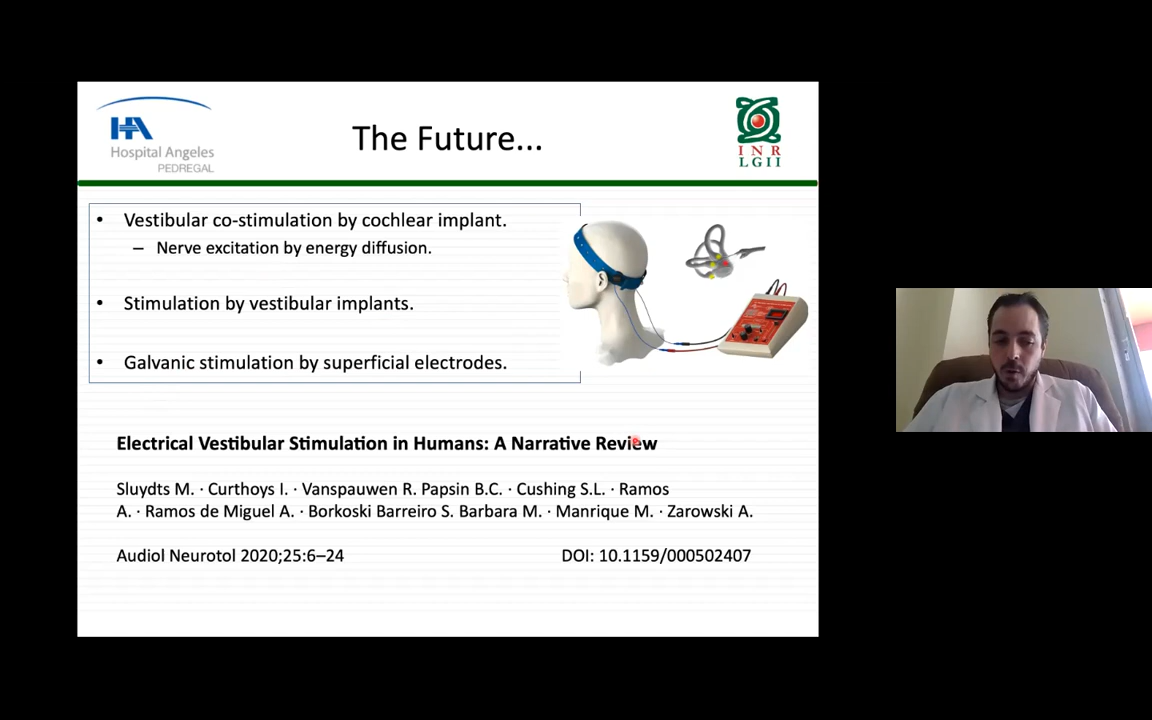 HA
Hospital Angeles
PEDREGAL
The Future...
I N R
L G I I
• Vestibular co-stimulation by cochlear implant.
– Nerve excitation by energy diffusion.
• Stimulation by vestibular implants.
• Galvanic stimulation by superficial electrodes.
Electrical Vestibular Stimulation in Humans: A Narrative Review
Sluydts M. · Curthoys I. · Vanspauwen R. Papsin B.C. · Cushing S.L. · Ramos
A. · Ramos de Miguel A. · Borkoski Barreiro S. Barbara M. · Manrique M. · Zarowski A.
Audiol Neurotol 2020;25:6–24 DOI: 10.1159/000502407